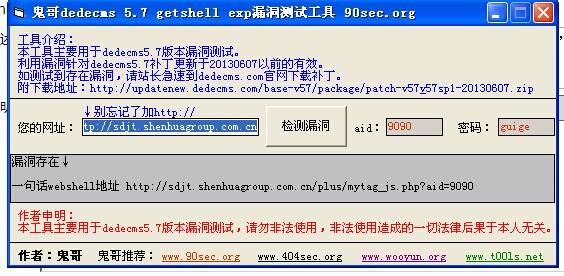 鬼哥dedecms 5.7 getshell exp漏洞测试工具 90sec.org
工具介绍:
本工具主要用于dedecms5.7版本漏洞测试。
利用漏洞针对dedecms5.7补丁更新于20130607以前的有效。
如测试到存在漏洞,请站长急速到dedecms.com官网下载补丁。
附下载地址:http://updatenew.dedecms.com/base-v57/package/patch-v57y57sp1-20130607.zip
↓别忘记了加http://
您的网址: tp://sdjt.shenhuagroup.com.cn 检测漏洞 aid: 9090 密码: guige
漏洞存在↓
一句话webshell地址 http://sdjt.shenhuagroup.com.cn/plus/mytag_js.php?aid=9090
作者申明:
本工具主要用于dedecms5.7版本漏洞测试,请勿非法使用,非法使用造成的一切法律后果于本人无关。
作者:鬼哥 鬼哥推荐: www.90sec.org www.404sec.org www.wooyun.org www.t00ls.net